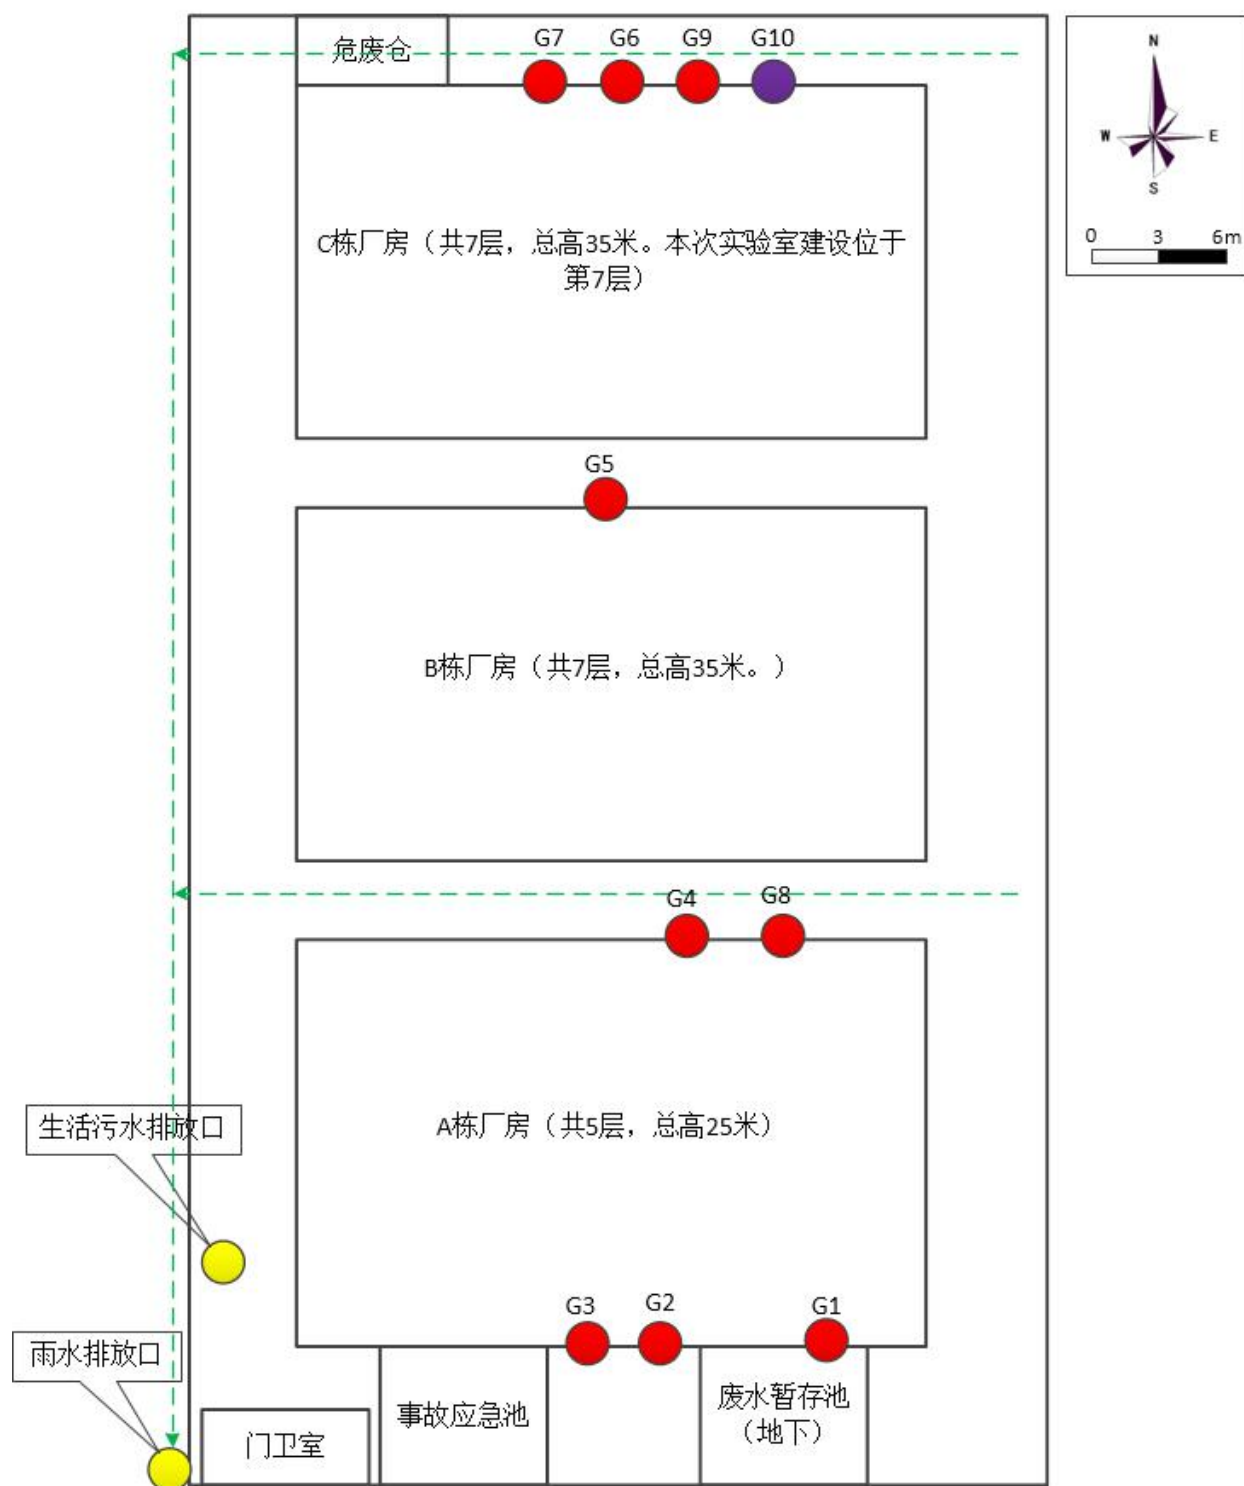 危废仓
G7 G6 G9 G10
N
W E
S
0 3 6m
C栋厂房（共7层，总高35米。本次实验室建设位于
第7层）
G5
B栋厂房（共7层，总高35米。）
G4 G8
A栋厂房（共5层，总高25米）
生活污水排放口
G3 G2 G1
雨水排放口
门卫室
事故应急池
废水暂存池
（地下）